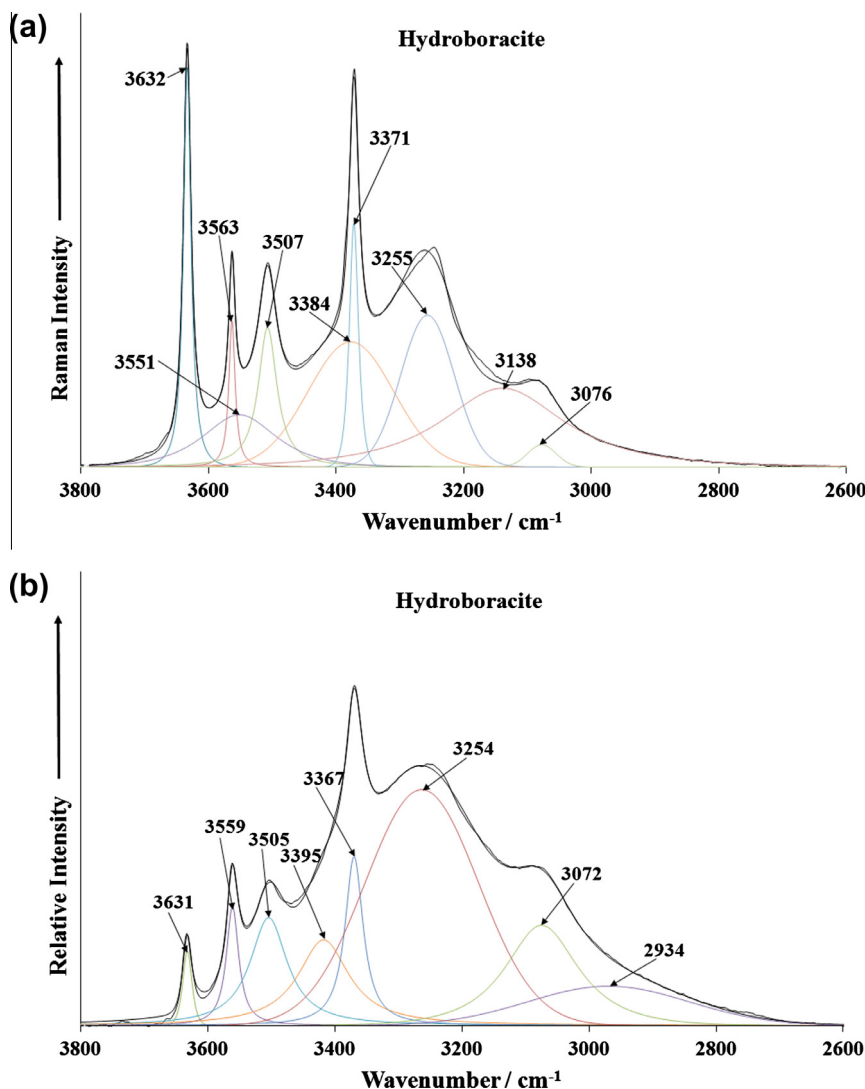 (a)
Hydroboracite
3632
3371
3563
3507
3255
3384
3551
3138
3076
Raman Intensity
3800 3600 3400 3200 3000 2800 2600
Wavenumber / cm-1
(b)
Hydroboracite
3254
3367
3559
3505
3395
3631
3072
2934
Relative Intensity
3800 3600 3400 3200 3000 2800 2600
Wavenumber / cm-1